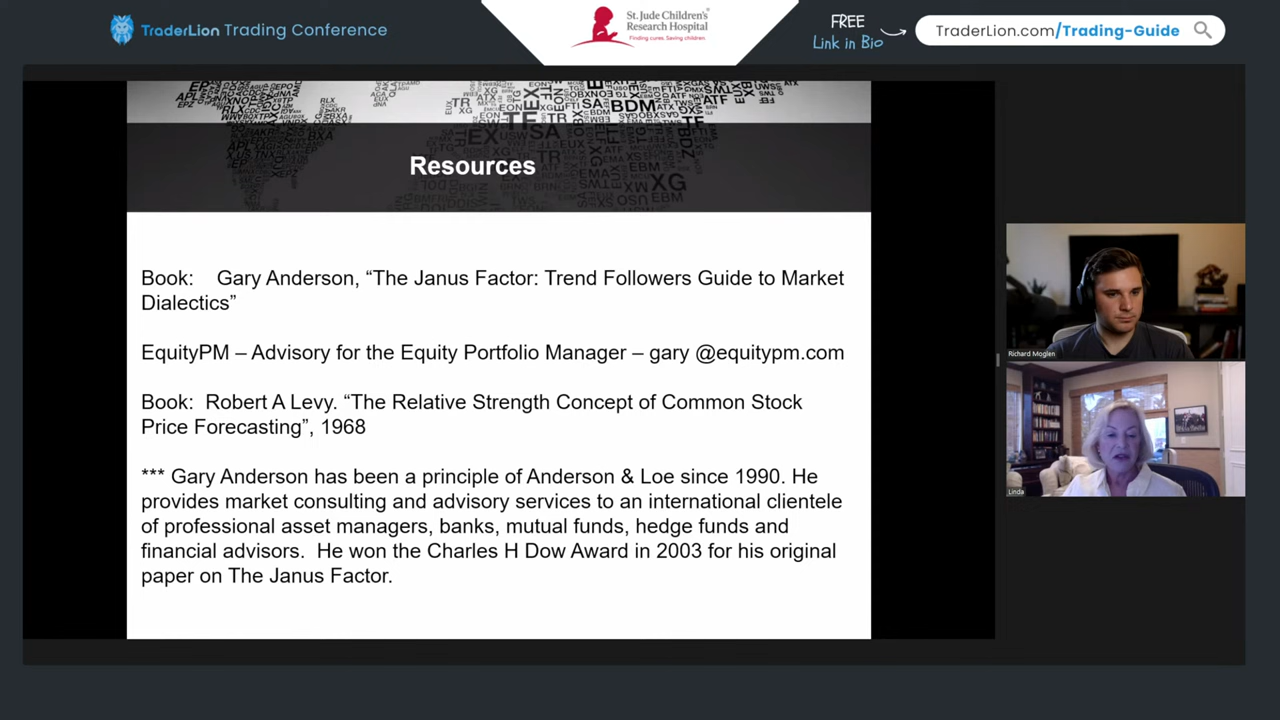 TraderLion Trading Conference
St. Jude Children's
Research Hospital
Finding cures. Saving children.
FREE
Link in Bio
TraderLion.com/Trading-Guide
Resources
Book: Gary Anderson, “The Janus Factor: Trend Followers Guide to Market
Dialectics”
EquityPM – Advisory for the Equity Portfolio Manager – gary @equitypm.com
Book: Robert A Levy. “The Relative Strength Concept of Common Stock
Price Forecasting”, 1968
*** Gary Anderson has been a principle of Anderson & Loe since 1990. He
provides market consulting and advisory services to an international clientele
of professional asset managers, banks, mutual funds, hedge funds and
financial advisors. He won the Charles H Dow Award in 2003 for his original
paper on The Janus Factor.
Richard Moglen
Linda